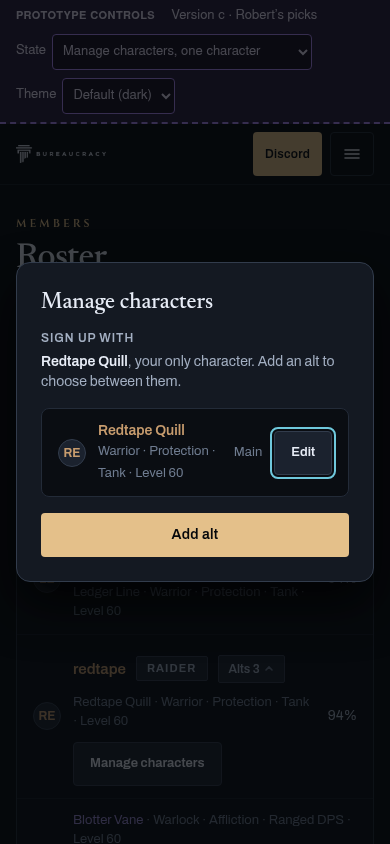 PROTOTYPE CONTROLS Version c · Robert's picks
State Manage characters, one character
Theme Default (dark)
BUREAUCRACY
Discord
MEMBERS
Roster
Manage characters
SIGN UP WITH
Redtape Quill, your only character. Add an alt to
choose between them.
RE
Redtape Quill
Warrior · Protection ·
Tank · Level 60
Main
Edit
Add alt
Ledger Line · Warrior · Protection · Tank ·
Level 60
redtape RAIDER Alts 3
RE
Redtape Quill · Warrior · Protection · Tank
· Level 60
94%
Manage characters
Blotter Vane · Warlock · Affliction · Ranged DPS ·
Level 60